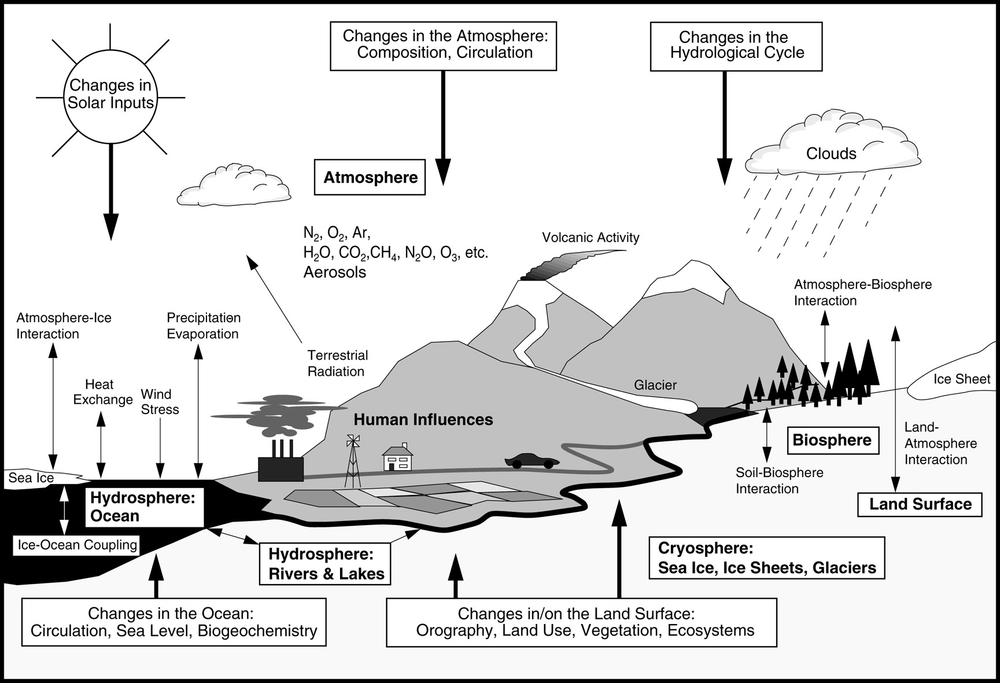 Changes in
Solar Inputs
Changes in the Atmosphere:
Composition, Circulation
Changes in the
Hydrological Cycle
Clouds
Atmosphere
N2, O2, Ar,
H2O, CO2,CH4, N2O, O3, etc.
Aerosols
Volcanic Activity
Atmosphere-Biosphere
Interaction
Atmosphere-Ice
Interaction
Precipitation
Evaporation
Terrestrial
Radiation
Heat
Exchange
Wind
Stress
Glacier
Ice Sheet
Human Influences
Land-
Atmosphere
Interaction
Biosphere
Soil-Biosphere
Interaction
Sea Ice
Hydrosphere:
Ocean
Land Surface
Ice-Ocean Coupling
Hydrosphere:
Rivers & Lakes
Cryosphere:
Sea Ice, Ice Sheets, Glaciers
Changes in the Ocean:
Circulation, Sea Level, Biogeochemistry
Changes in/on the Land Surface:
Orography, Land Use, Vegetation, Ecosystems